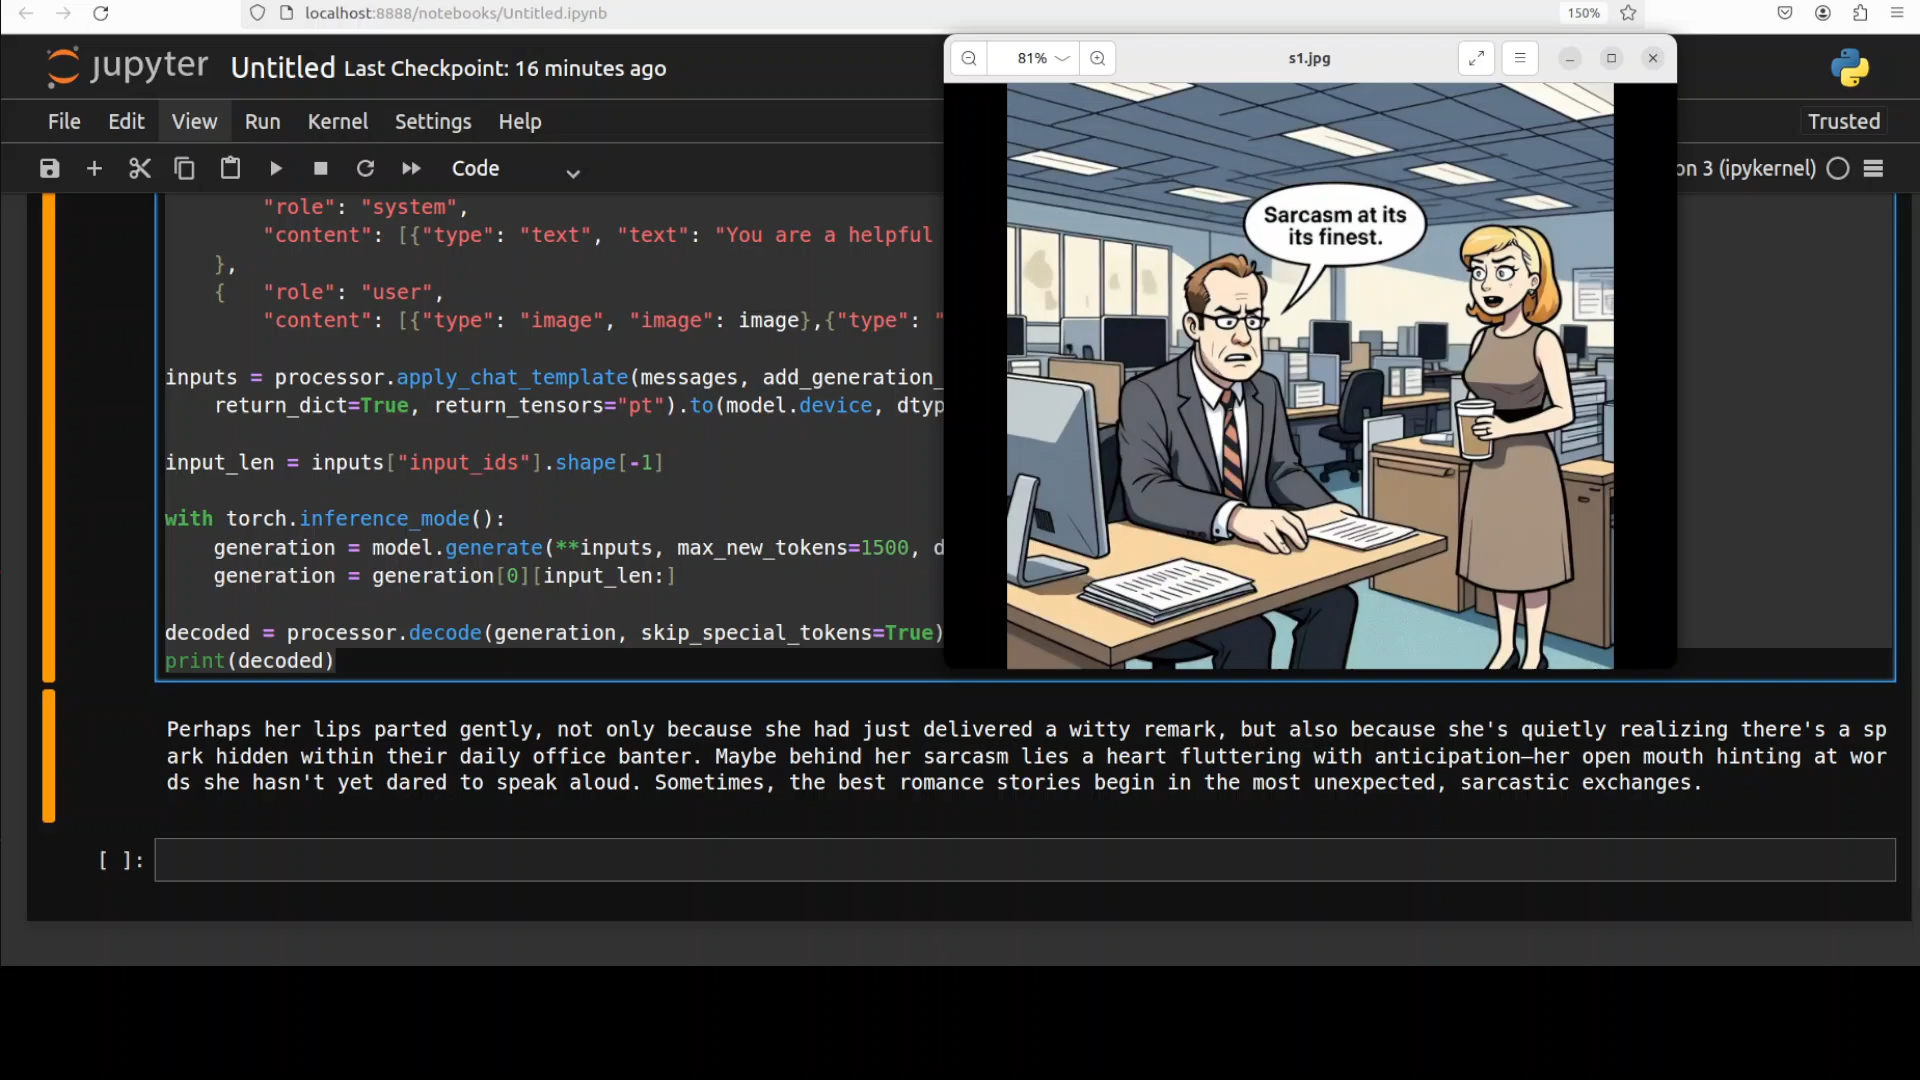 localhost:8888/notebooks/Untitled.ipynb
150%
jupyter Untitled Last Checkpoint: 16 minutes ago
81%
s1.jpg
File Edit View Run Kernel Settings Help
Trusted
Code
on 3 (ipykernel)
"role": "system",
"content": [{"type": "text", "text": "You are a helpful
},
{ "role": "user",
"content": [{"type": "image", "image": image},{"type": "
inputs = processor.apply_chat_template(messages, add_generation_
return_dict=True, return_tensors="pt").to(model.device, dtyp
input_len = inputs["input_ids"].shape[-1]
with torch.inference_mode():
generation = model.generate(**inputs, max_new_tokens=1500, d
generation = generation[0][input_len:]
decoded = processor.decode(generation, skip_special_tokens=True)
print(decoded)
Sarcasm at its
its finest.
Perhaps her lips parted gently, not only because she had just delivered a witty remark, but also because she's quietly realizing there's a sp
ark hidden within their daily office banter. Maybe behind her sarcasm lies a heart fluttering with anticipation—her open mouth hinting at wor
ds she hasn't yet dared to speak aloud. Sometimes, the best romance stories begin in the most unexpected, sarcastic exchanges.
[ ]: